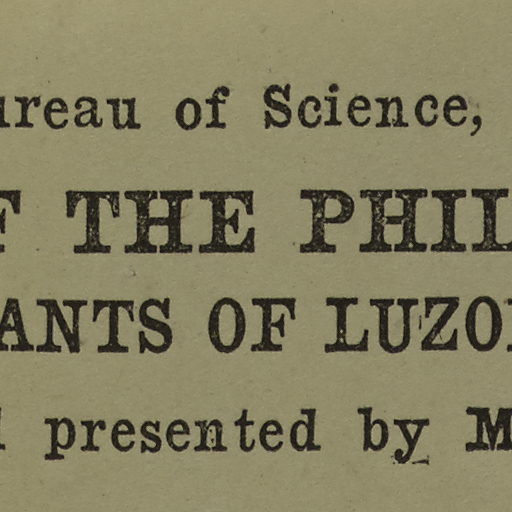 ureau of Science,
F THE PHIL
ANTS OF LUZO
presented by M